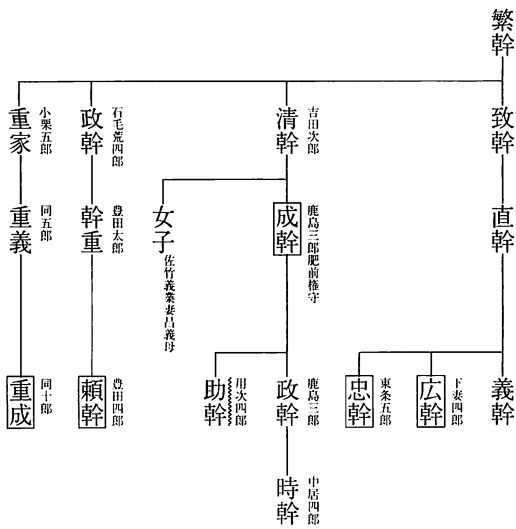 繁幹
致幹
吉田次郎
清幹
石毛荒四郎
政幹
小栗五郎
重家
直幹
鹿島三郎肥前権守
成幹
女子 佐竹義業妻昌義母
豊田太郎
幹重
同五郎
重義
義幹
下妻四郎
広幹
東条五郎
忠幹
鹿島三郎
政幹
用次四郎
助幹
豊田四郎
頼幹
同十郎
重成
中居四郎
時幹